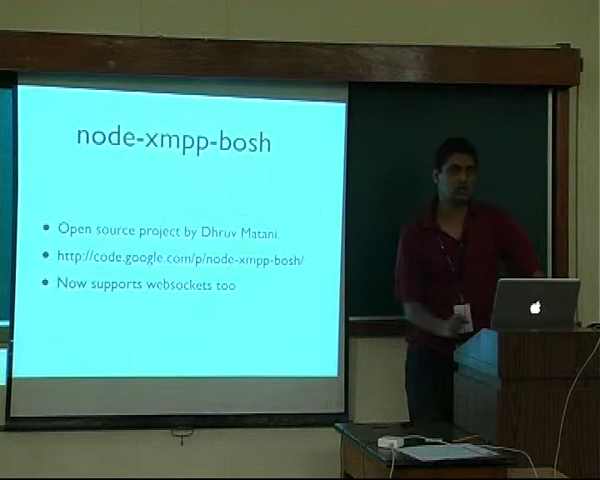 node-xmpp-bosh
Open source project by Dhruv Matani.
http://code.google.com/p/node-xmpp-bosh/
Now supports websockets too